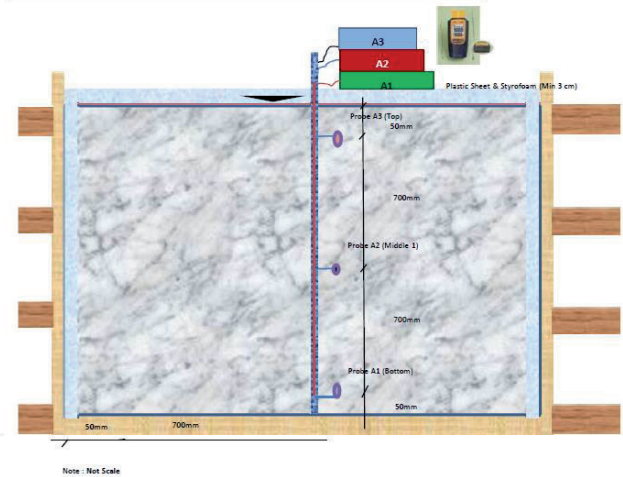 A3
A2
A1
Plastic Sheet & Styrofoam (Min 3 cm)
Probe A3 (Top)
50mm
700mm
Probe A2 (Middle 1)
700mm
Probe A1 (Bottom)
50mm
50mm
700mm
Note : Not Scale